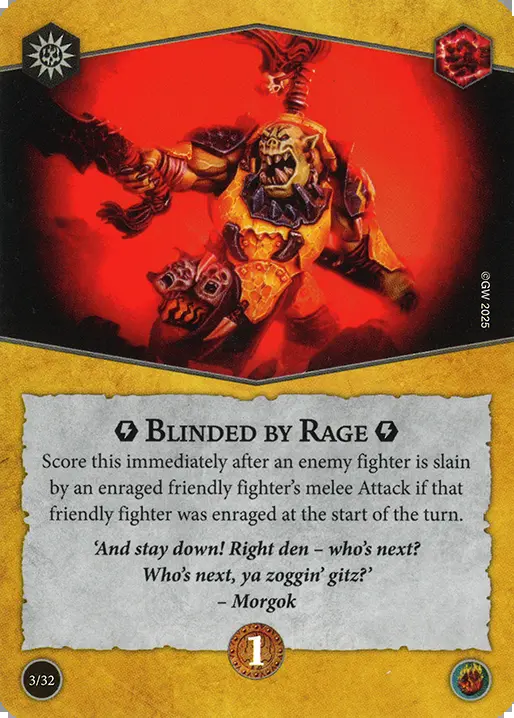 ©GW 2025
BLINDED BY RAGE
Score this immediately after an enemy fighter is slain
by an enraged friendly fighter's melee Attack if that
friendly fighter was enraged at the start of the turn.
‘And stay down! Right den – who's next?
Who's next, ya zoggin' gitz?’
– Morgok
1
3/32